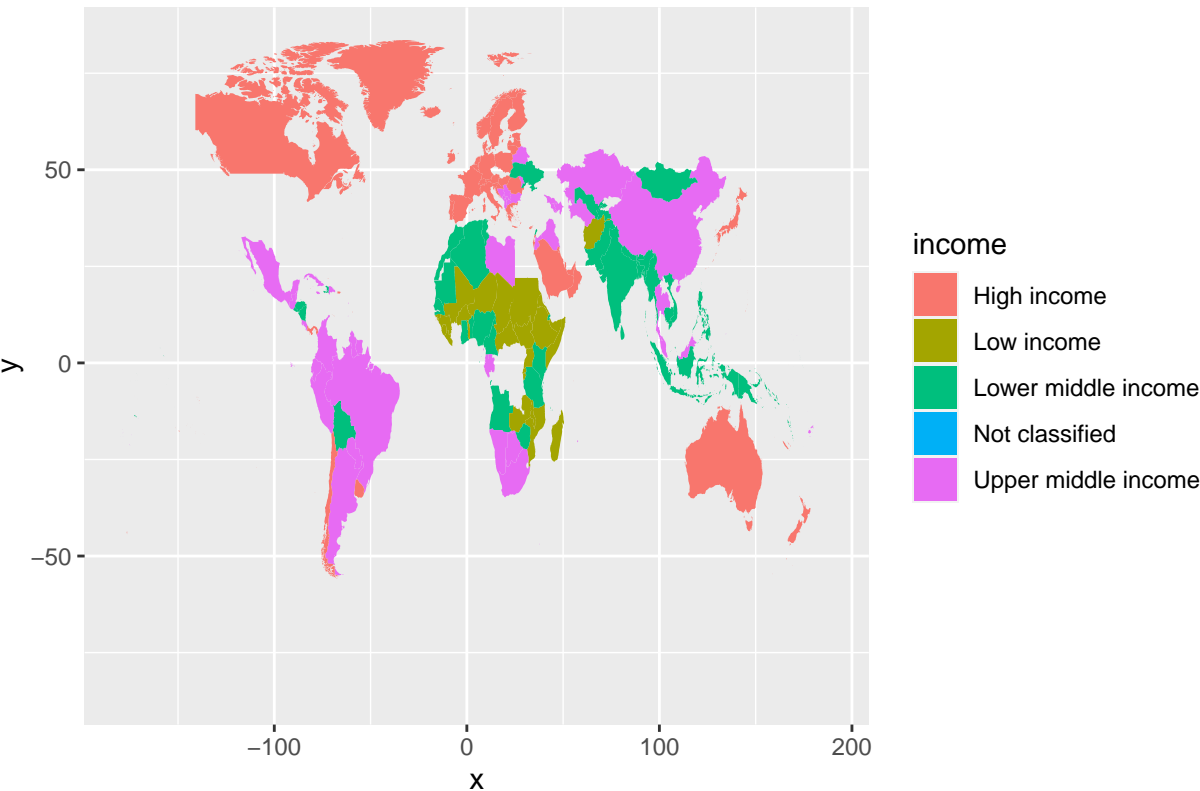 50
0
−50
y
−100
0
100
200
x
income
High income
Low income
Lower middle income
Not classified
Upper middle income